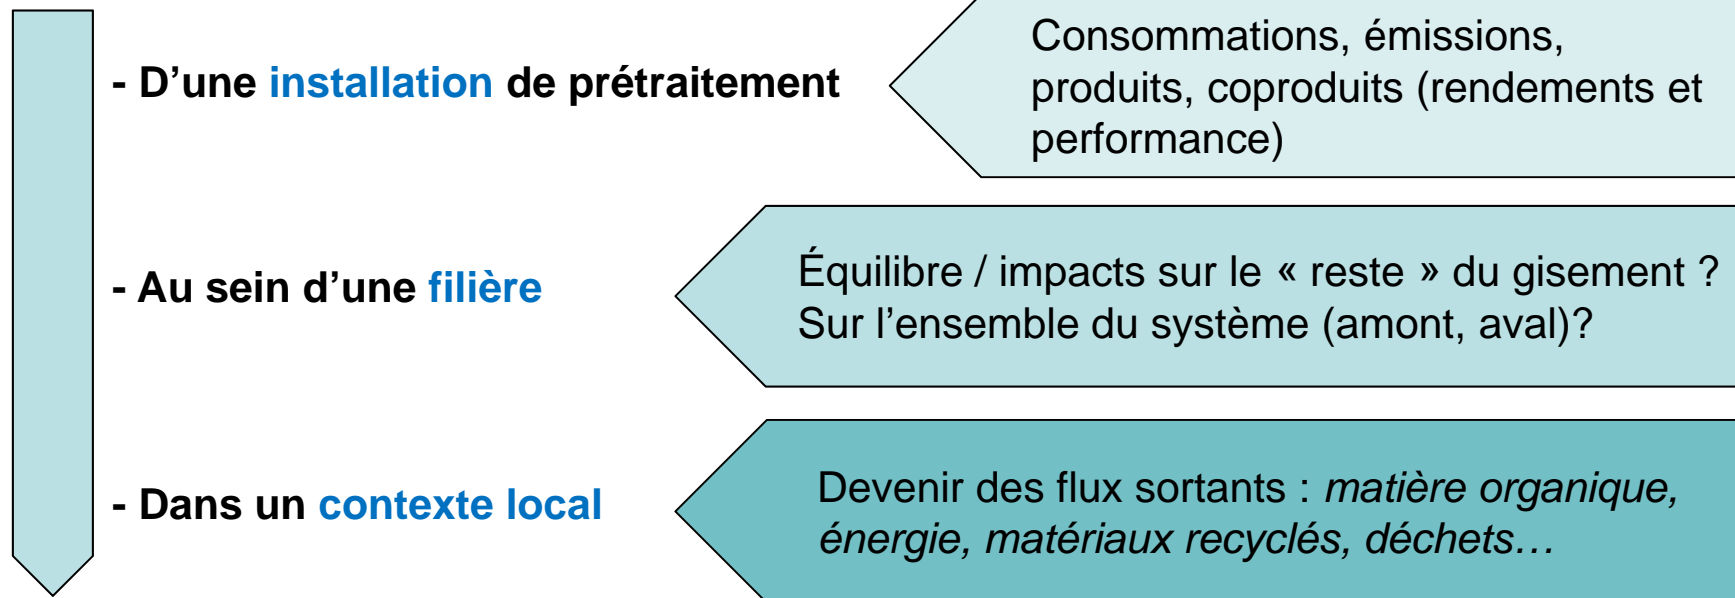 - D’une installation de prétraitement
Consommations, émissions,
produits, coproduits (rendements et
performance)
- Au sein d’une filière
Équilibre / impacts sur le « reste » du gisement ?
Sur l’ensemble du système (amont, aval)?
- Dans un contexte local
Devenir des flux sortants : matière organique,
énergie, matériaux recyclés, déchets…